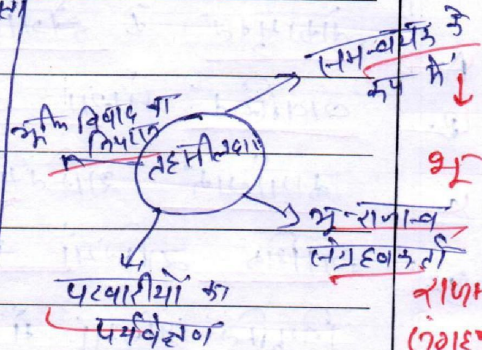 समन्वयक के
रूप में
भूमि विवाद का
निपटारा
तहसीलदार
भू
भू-राजस्व
संग्रहकर्ता
पटवारीयों का
पर्यवेक्षण